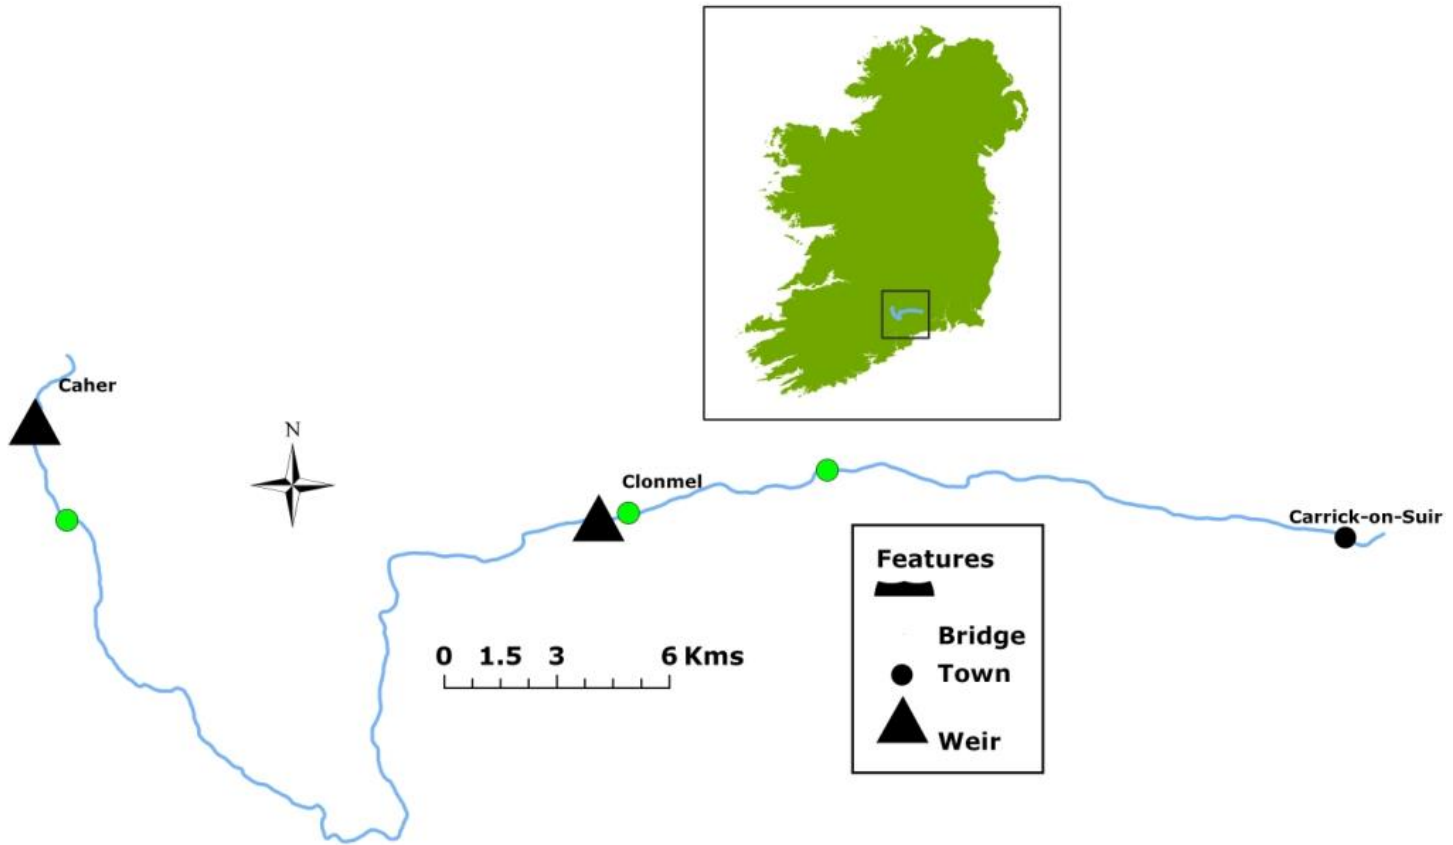 Caher
N
Clonmel
Carrick-on-Suir
Features
Bridge
Town
Weir
0 1.5 3 6 Kms